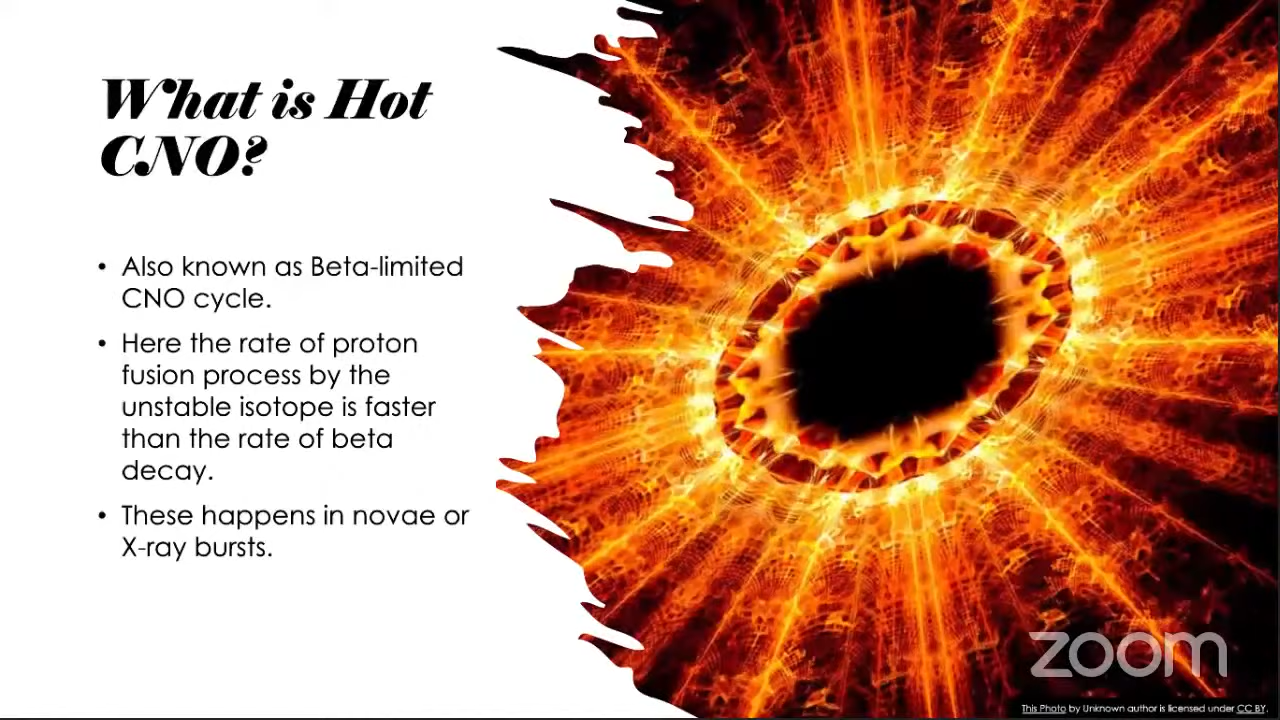 What is Hot
CNO?
• Also known as Beta-limited
CNO cycle.
• Here the rate of proton
fusion process by the
unstable isotope is faster
than the rate of beta
decay.
• These happens in novae or
X-ray bursts.
zoom
This Photo by Unknown author is licensed under CC BY.